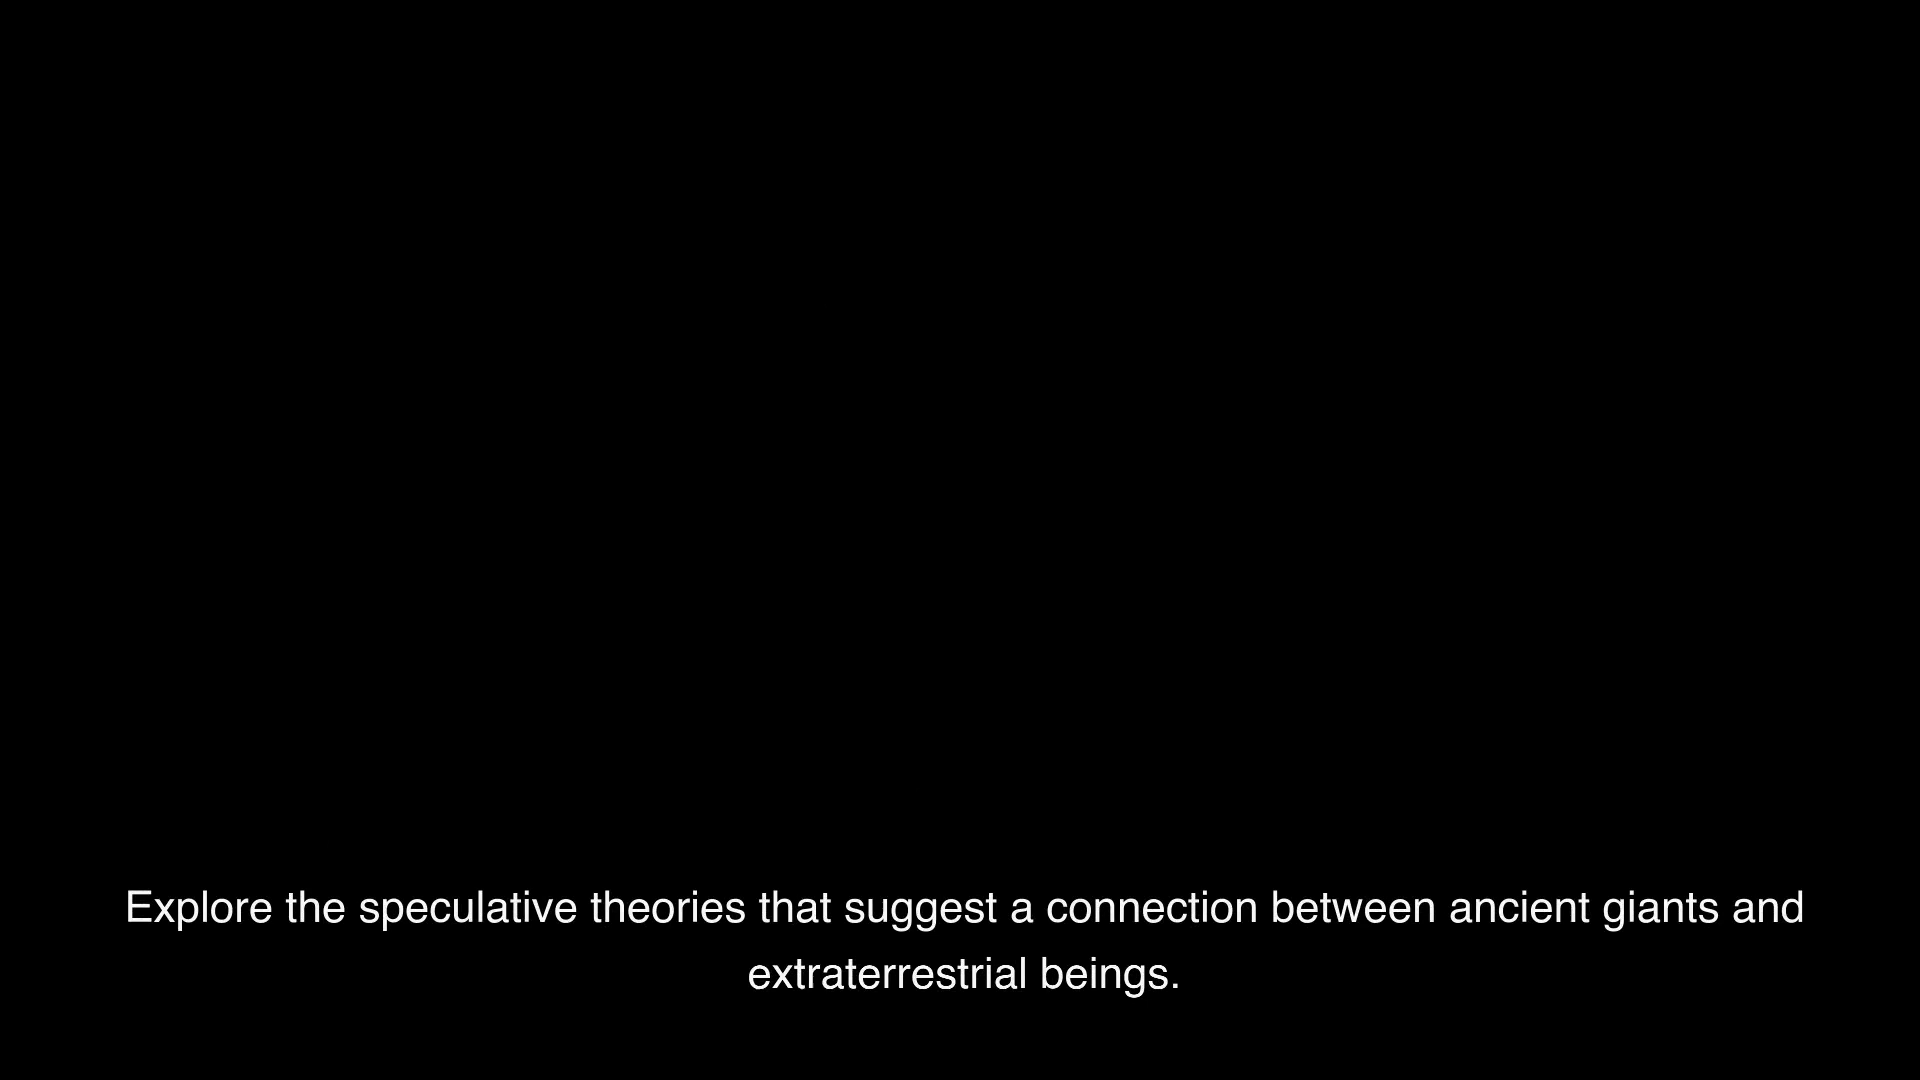 Explore the speculative theories that suggest a connection between ancient giants and
extraterrestrial beings.